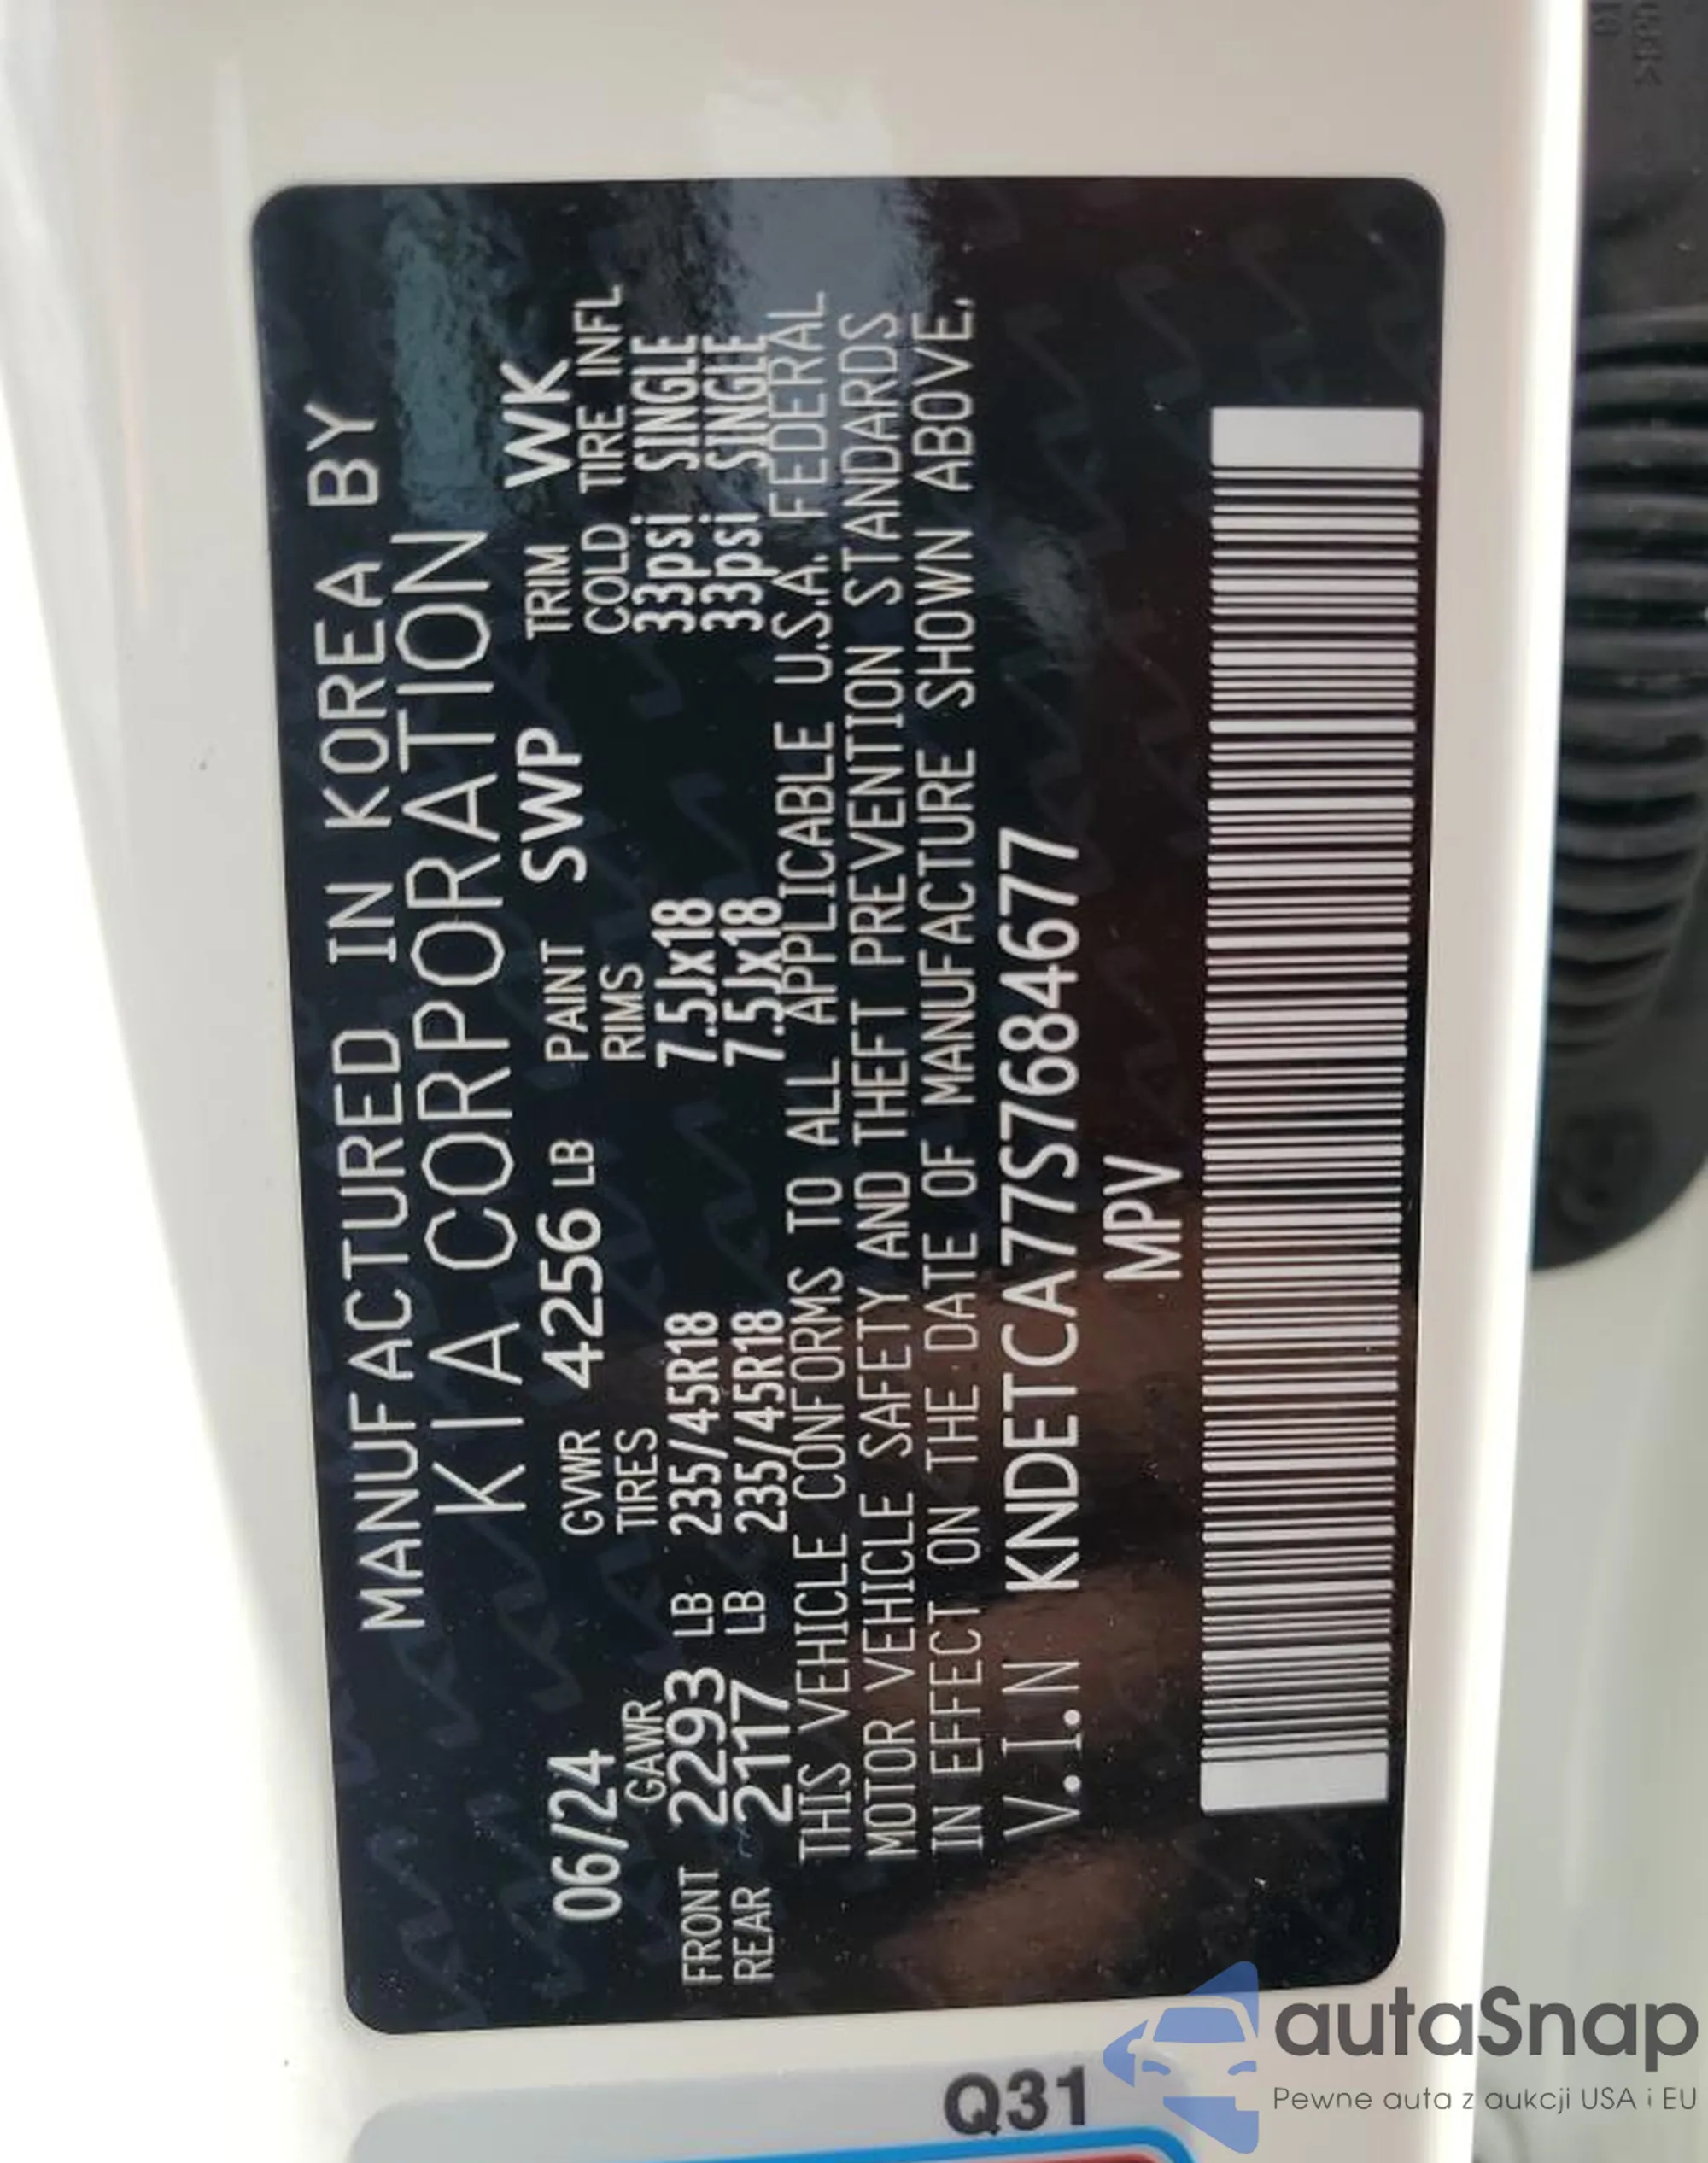 MANUFACTURED IN KOREA BY
KIA CORPORATION
06/24 GVWR 4256 LB PAINT SWP TRIM WK
GAWR TIRES RIMS COLD TIRE INFL
FRONT 2293 LB 235/45R18 7.5Jx18 33psi SINGLE
REAR 2117 LB 235/45R18 7.5Jx18 33psi SINGLE
THIS VEHICLE CONFORMS TO ALL APPLICABLE U.S.A. FEDERAL
MOTOR VEHICLE SAFETY AND THEFT PREVENTION STANDARDS
IN EFFECT ON THE DATE OF MANUFACTURE SHOWN ABOVE.
V.I.N KNDETCA77S7684677
MPV
Q31
autaSnap
Pewne auta z aukcji USA i EU